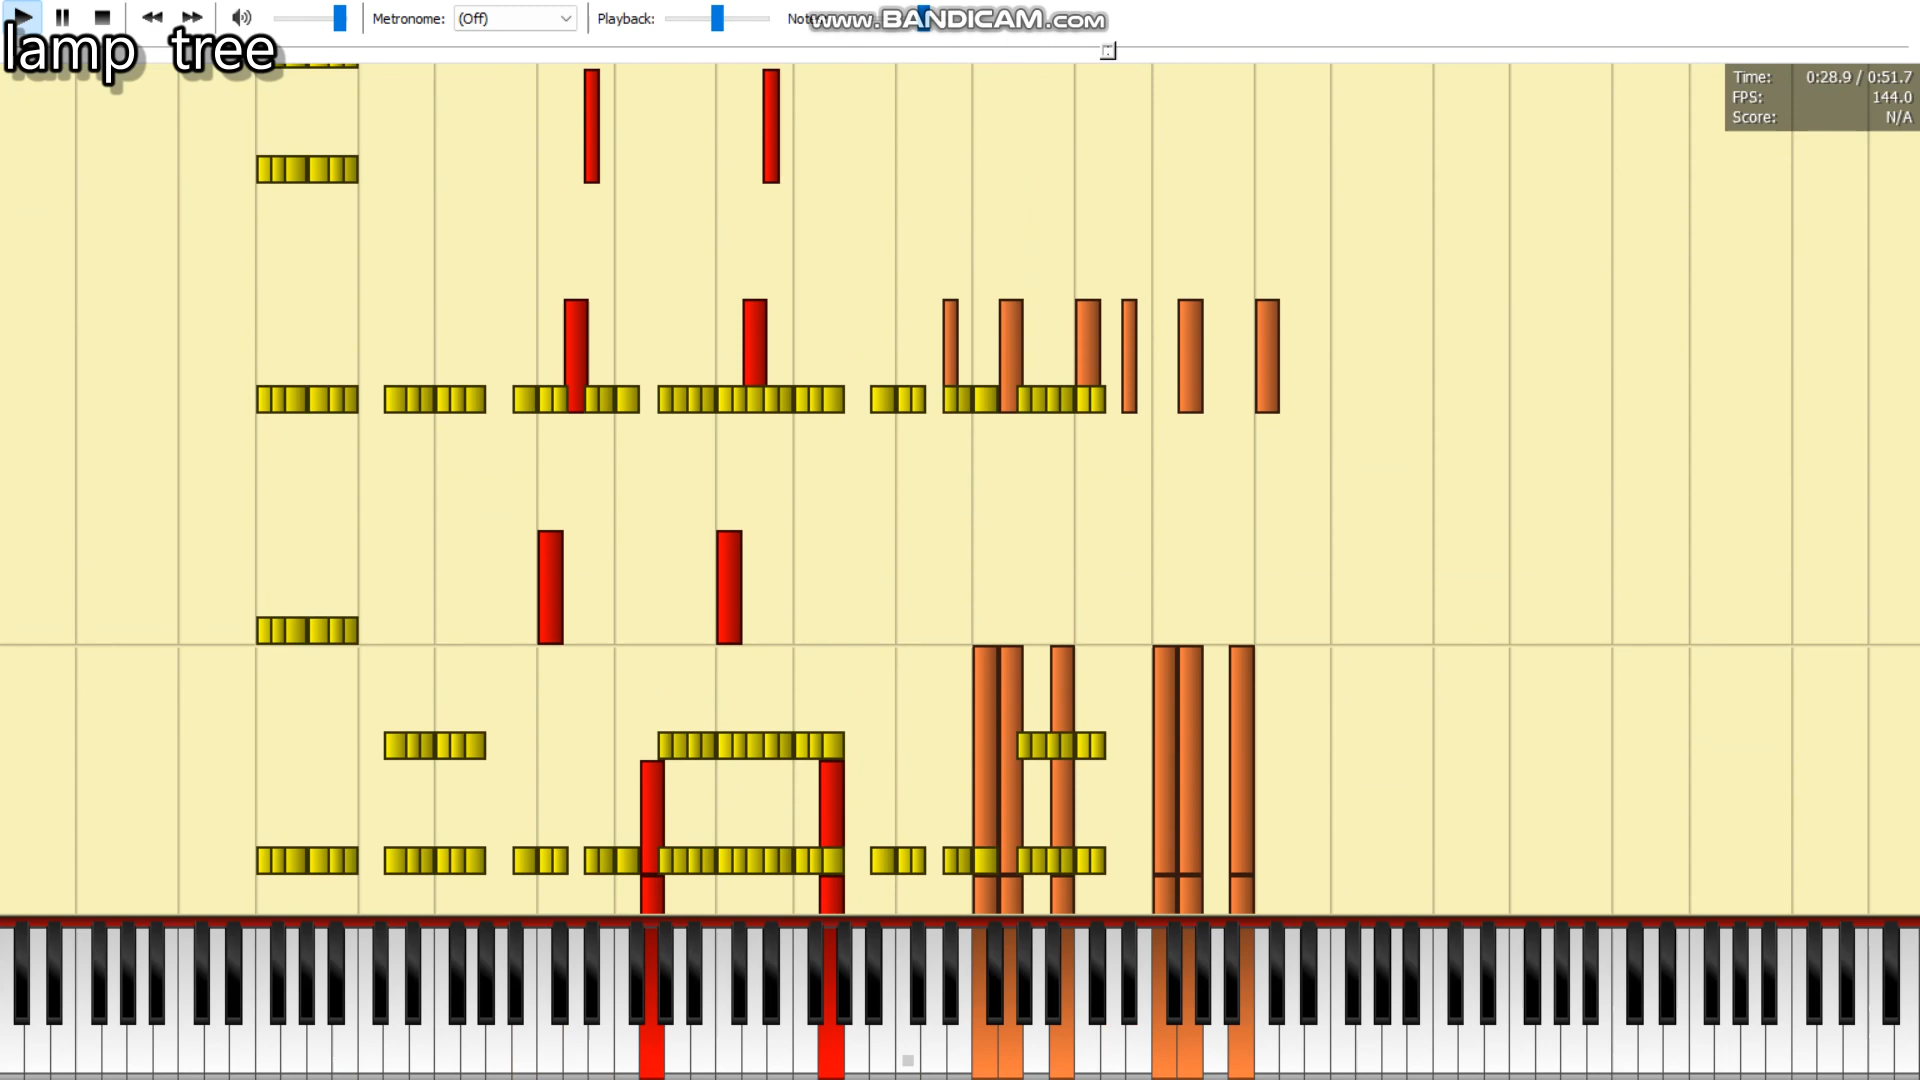 Metronome: (Off) Playback: Notes
www.BANDICAM.com
lamp tree
Time: 0:28.9 / 0:51.7
FPS: 144.0
Score: N/A